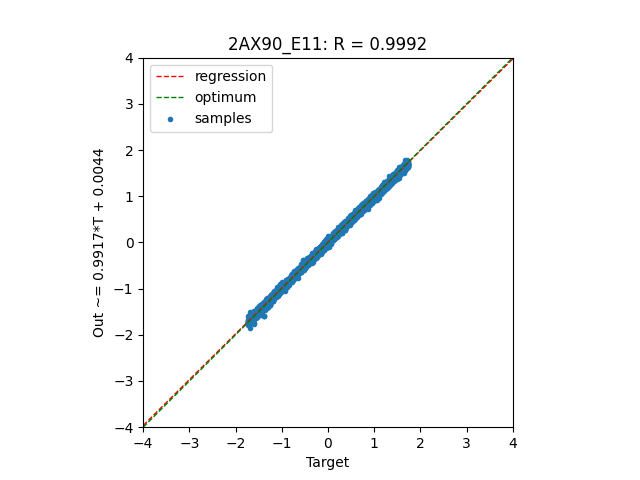 2AX90_E11: R = 0.9992
regression
optimum
samples
4
3
2
1
0
−1
−2
−3
−4
Out ~= 0.9917*T + 0.0044
−4 −3 −2 −1 0 1 2 3 4
Target